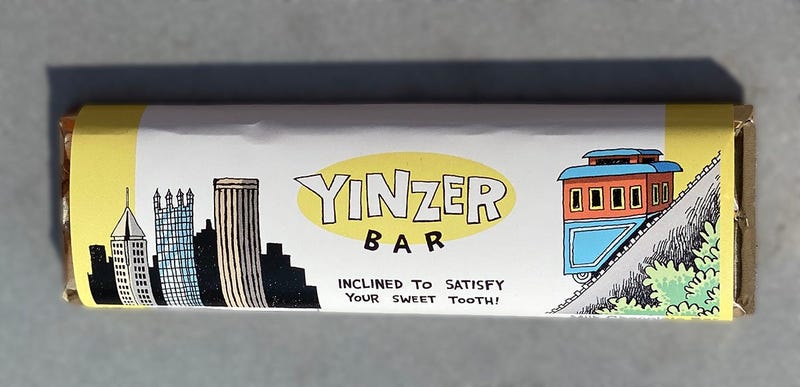 YINZER
BAR
INCLINED TO SATISFY
YOUR SWEET TOOTH!